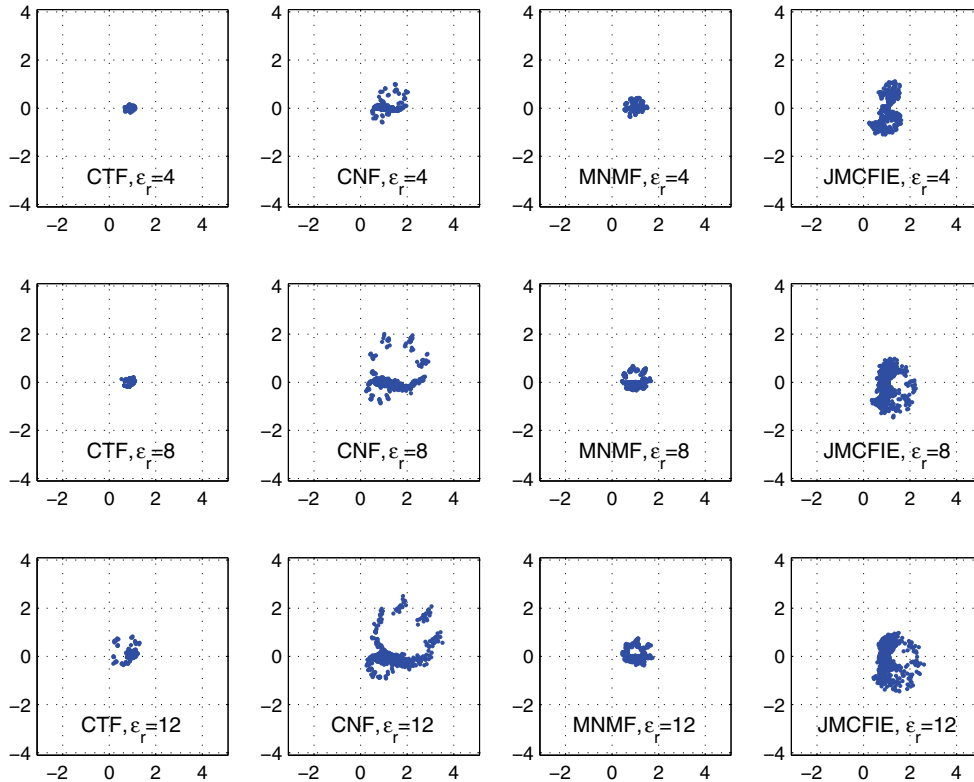 4 4 4 4
2 2 2 2
0 0 0 0
−2 −2 −2 −2
CTF, ε_r=4 CNF, ε_r=4 MNMF, ε_r=4 JMCFIE, ε_r=4
−4 −4 −4 −4
−2 0 2 4 −2 0 2 4 −2 0 2 4 −2 0 2 4
4 4 4 4
2 2 2 2
0 0 0 0
−2 −2 −2 −2
CTF, ε_r=8 CNF, ε_r=8 MNMF, ε_r=8 JMCFIE, ε_r=8
−4 −4 −4 −4
−2 0 2 4 −2 0 2 4 −2 0 2 4 −2 0 2 4
4 4 4 4
2 2 2 2
0 0 0 0
−2 −2 −2 −2
CTF, ε_r=12 CNF, ε_r=12 MNMF, ε_r=12 JMCFIE, ε_r=12
−4 −4 −4 −4
−2 0 2 4 −2 0 2 4 −2 0 2 4 −2 0 2 4